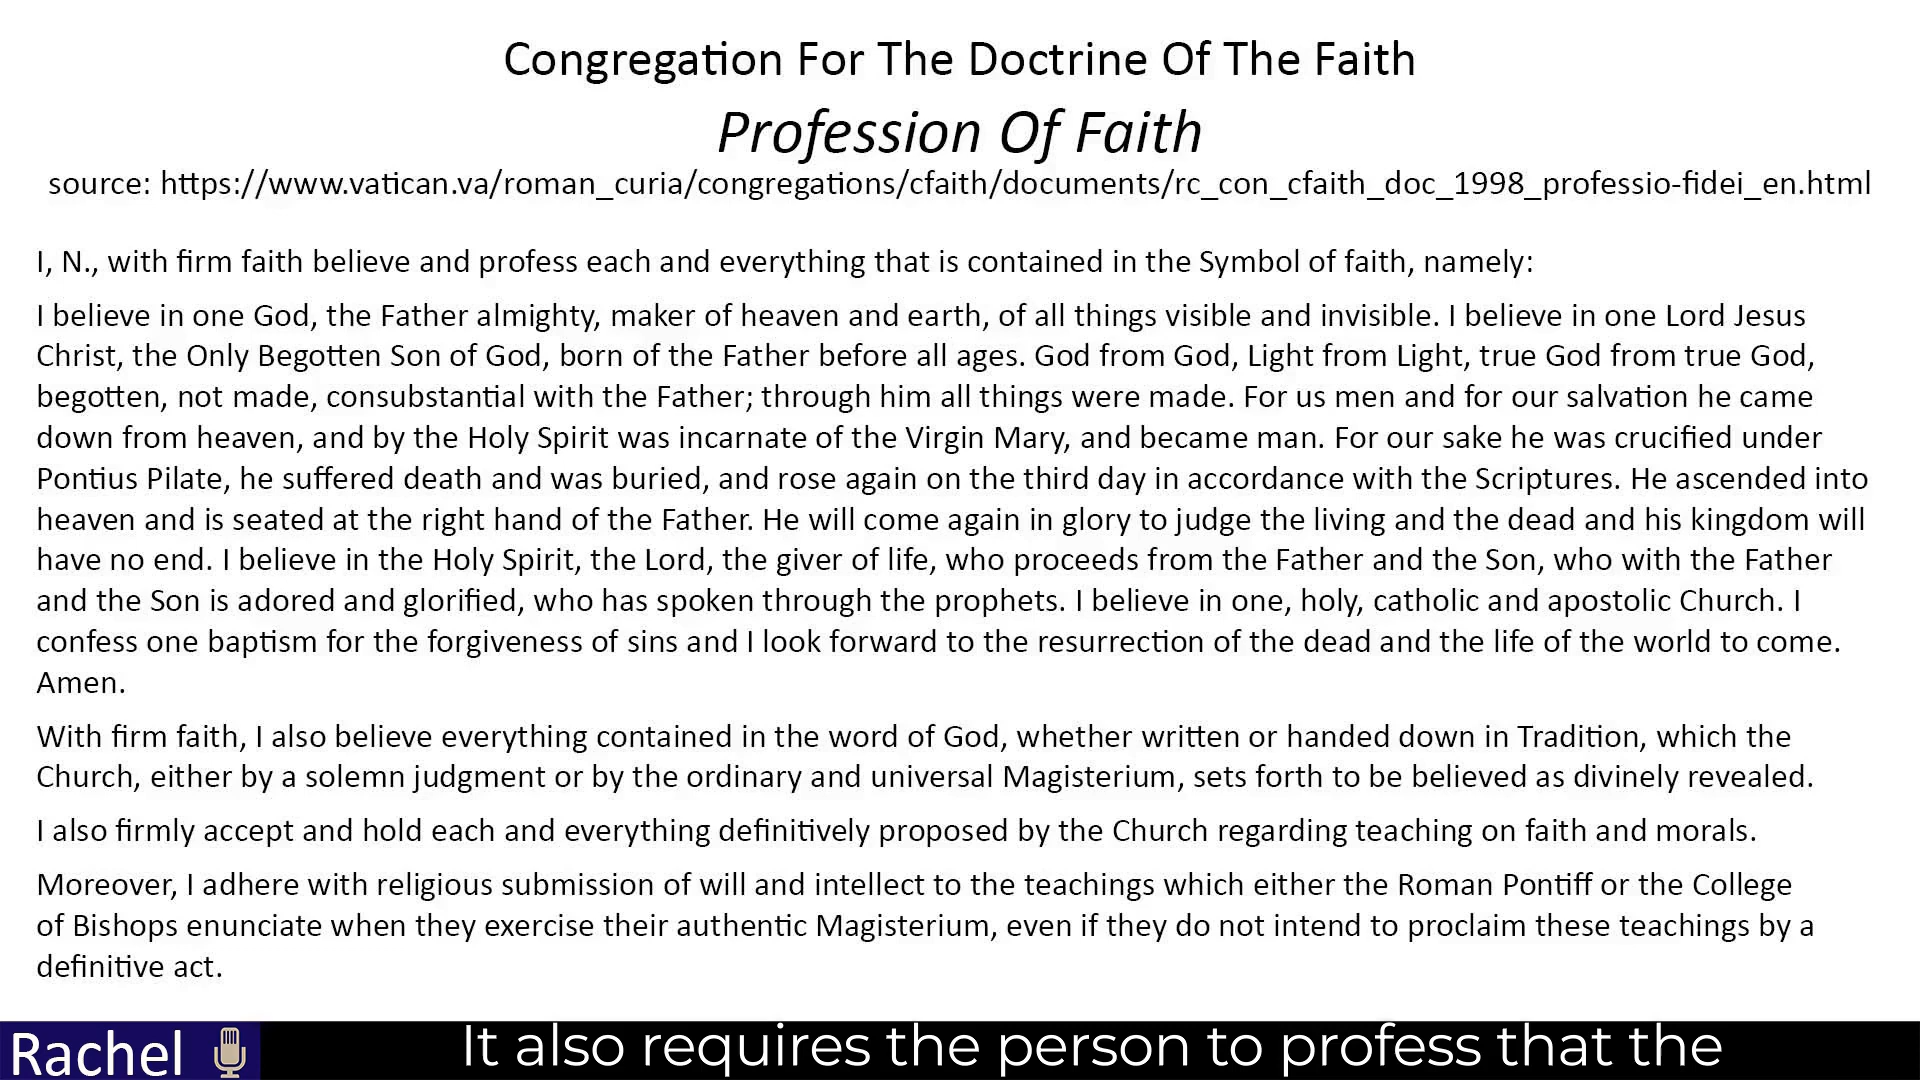 Congregation For The Doctrine Of The Faith
Profession Of Faith
source: https://www.vatican.va/roman_curia/congregations/cfaith/documents/rc_con_cfaith_doc_1998_professio-fidei_en.html
I, N., with firm faith believe and profess each and everything that is contained in the Symbol of faith, namely:
I believe in one God, the Father almighty, maker of heaven and earth, of all things visible and invisible. I believe in one Lord Jesus
Christ, the Only Begotten Son of God, born of the Father before all ages. God from God, Light from Light, true God from true God,
begotten, not made, consubstantial with the Father; through him all things were made. For us men and for our salvation he came
down from heaven, and by the Holy Spirit was incarnate of the Virgin Mary, and became man. For our sake he was crucified under
Pontius Pilate, he suffered death and was buried, and rose again on the third day in accordance with the Scriptures. He ascended into
heaven and is seated at the right hand of the Father. He will come again in glory to judge the living and the dead and his kingdom will
have no end. I believe in the Holy Spirit, the Lord, the giver of life, who proceeds from the Father and the Son, who with the Father
and the Son is adored and glorified, who has spoken through the prophets. I believe in one, holy, catholic and apostolic Church. I
confess one baptism for the forgiveness of sins and I look forward to the resurrection of the dead and the life of the world to come.
Amen.
With firm faith, I also believe everything contained in the word of God, whether written or handed down in Tradition, which the
Church, either by a solemn judgment or by the ordinary and universal Magisterium, sets forth to be believed as divinely revealed.
I also firmly accept and hold each and everything definitively proposed by the Church regarding teaching on faith and morals.
Moreover, I adhere with religious submission of will and intellect to the teachings which either the Roman Pontiff or the College
of Bishops enunciate when they exercise their authentic Magisterium, even if they do not intend to proclaim these teachings by a
definitive act.
Rachel
It also requires the person to profess that the